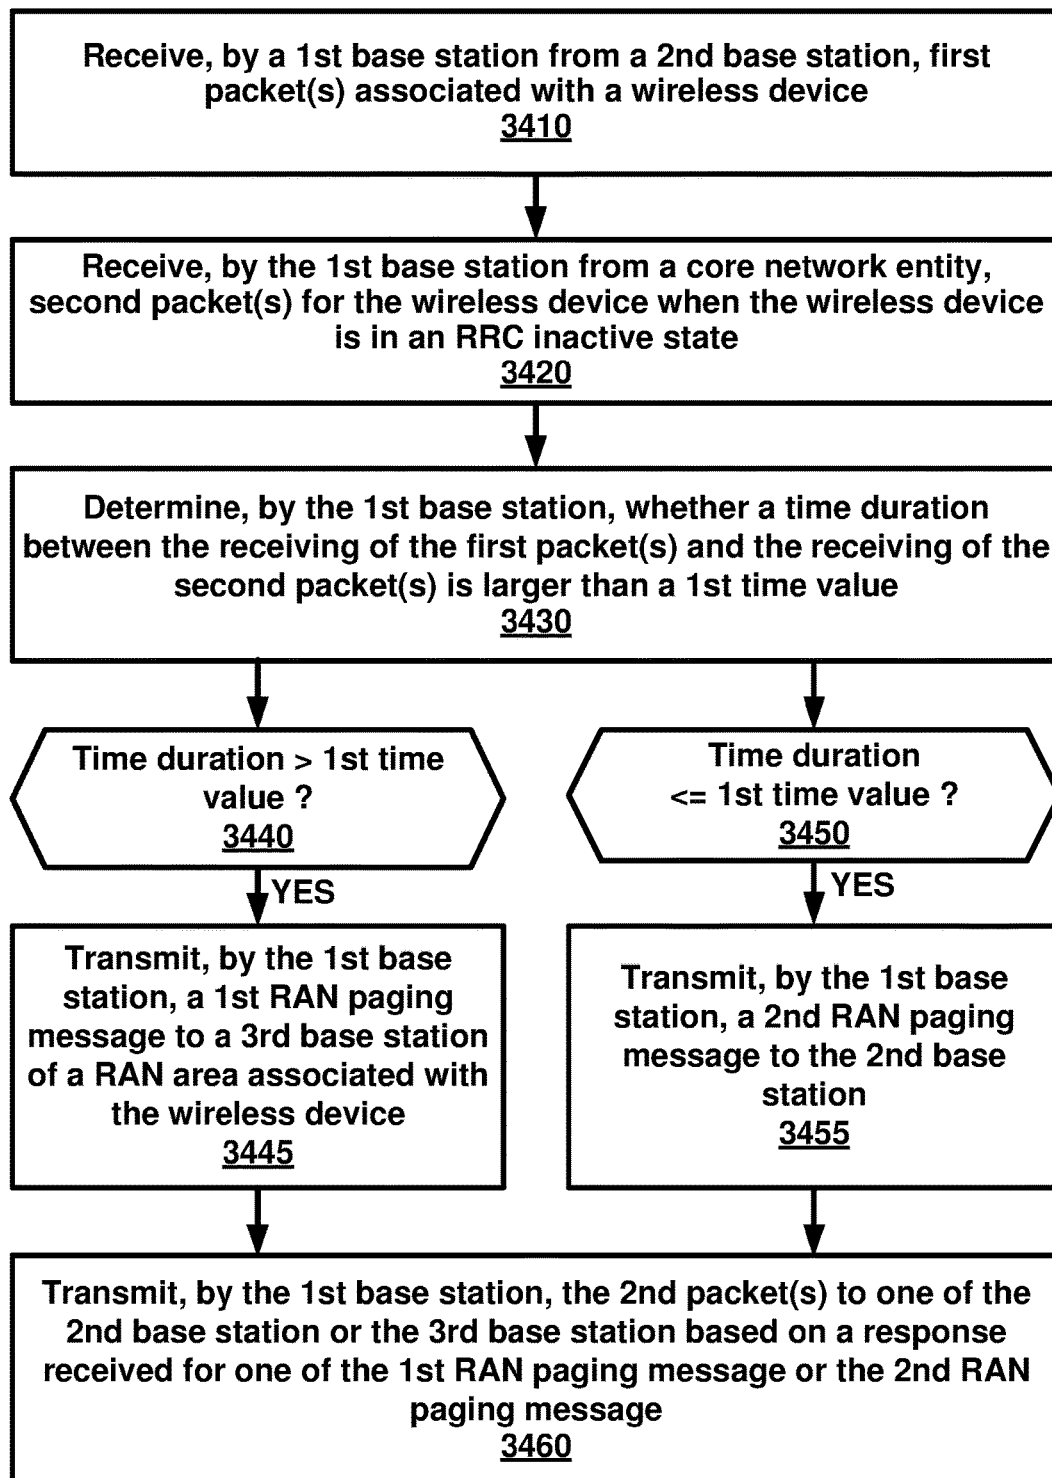 Receive, by a 1st base station from a 2nd base station, first
packet(s) associated with a wireless device
3410
Receive, by the 1st base station from a core network entity,
second packet(s) for the wireless device when the wireless device
is in an RRC inactive state
3420
Determine, by the 1st base station, whether a time duration
between the receiving of the first packet(s) and the receiving of the
second packet(s) is larger than a 1st time value
3430
Time duration > 1st time
value ?
3440
Time duration
<= 1st time value ?
3450
YES
YES
Transmit, by the 1st base
station, a 1st RAN paging
message to a 3rd base station
of a RAN area associated with
the wireless device
3445
Transmit, by the 1st base
station, a 2nd RAN paging
message to the 2nd base
station
3455
Transmit, by the 1st base station, the 2nd packet(s) to one of the
2nd base station or the 3rd base station based on a response
received for one of the 1st RAN paging message or the 2nd RAN
paging message
3460